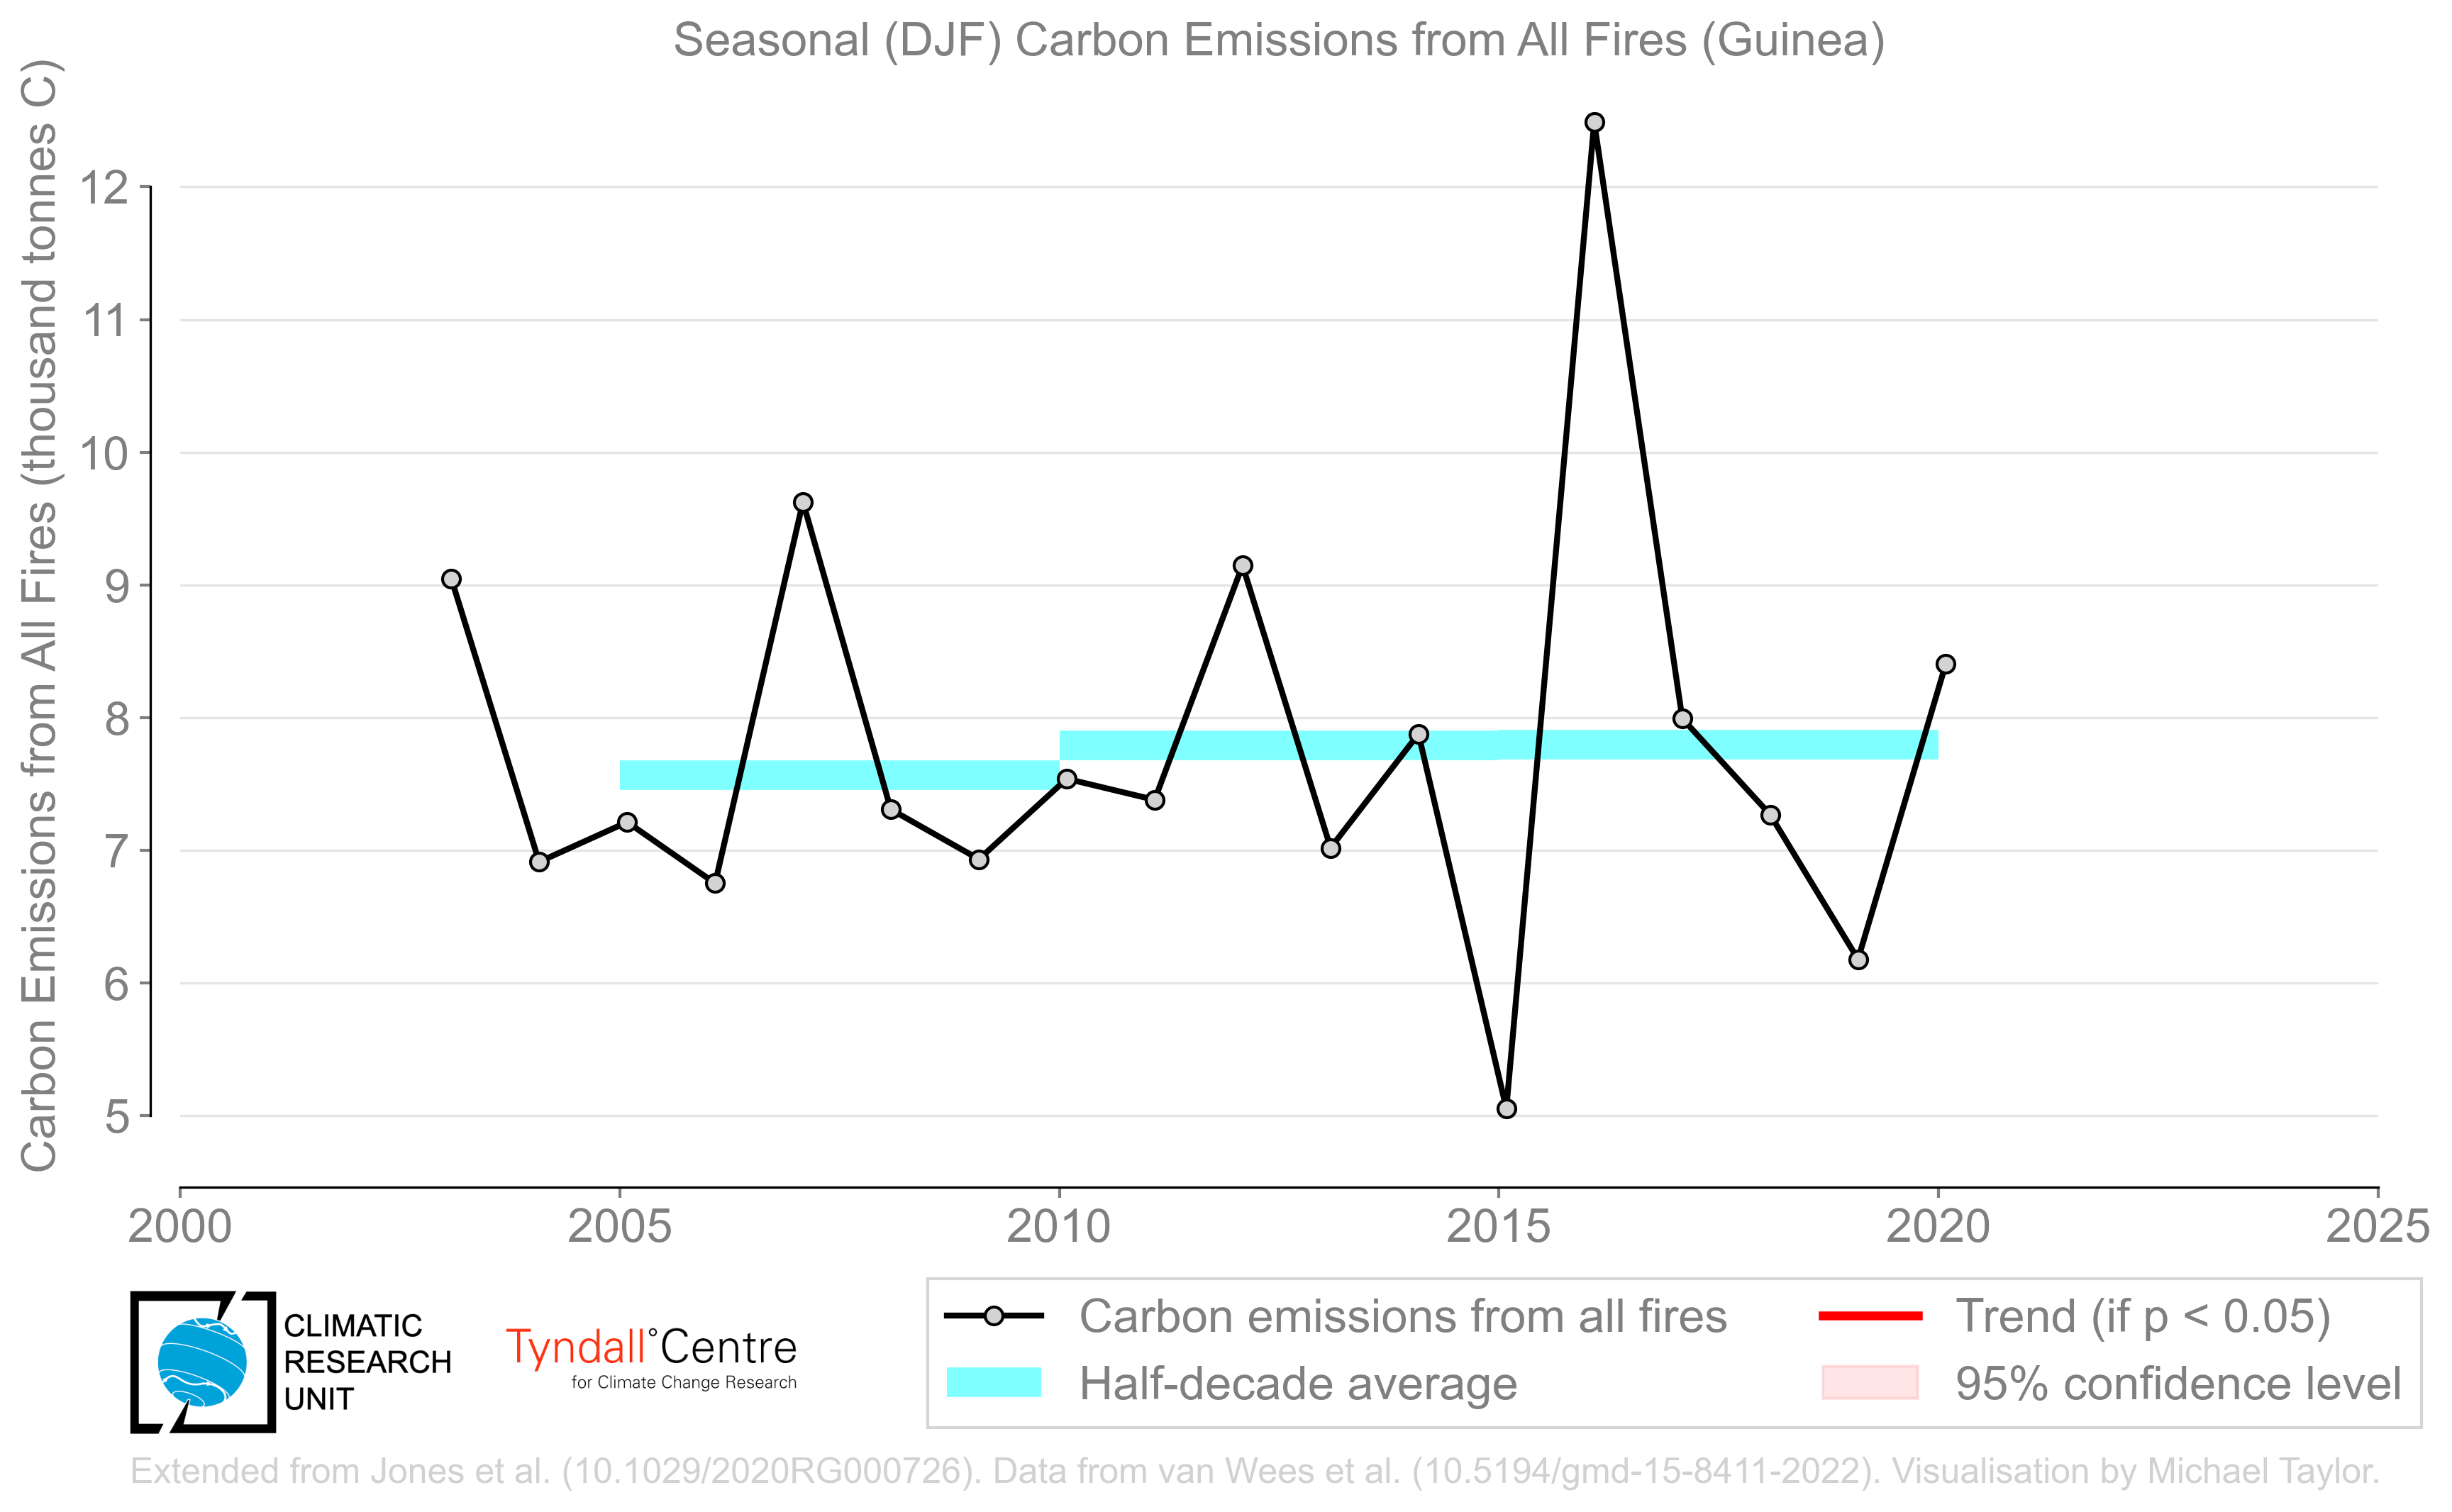 Seasonal (DJF) Carbon Emissions from All Fires (Guinea)
Carbon Emissions from All Fires (thousand tonnes C)
12
11
10
9
8
7
6
5
2000
2005
2010
2015
2020
2025
CLIMATIC
RESEARCH
UNIT
Tyndall°Centre
for Climate Change Research
Carbon emissions from all fires
Half-decade average
Trend (if p < 0.05)
95% confidence level
Extended from Jones et al. (10.1029/2020RG000726). Data from van Wees et al. (10.5194/gmd-15-8411-2022). Visualisation by Michael Taylor.